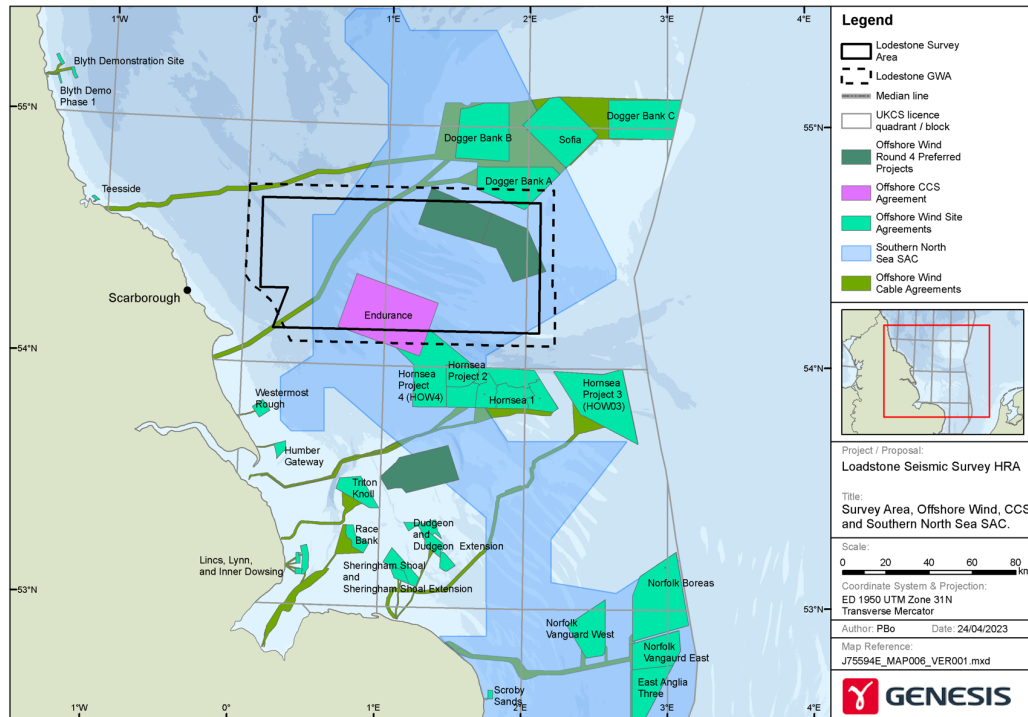 0°
1°E
2°E
3°E
4°E
Blyth Demonstration Site
Blyth Demo
Phase 1
55°N
55°N
Dogger Bank C
Dogger Bank B
Sofia
Dogger Bank A
Teesside
Scarborough
Endurance
54°N
54°N
Hornsea
Project
4 (HOW4)
Hornsea
Project 2
Hornsea 1
Hornsea
Project 3
(HOW03)
Westermost
Rough
Humber
Gateway
Triton
Knoll
Race
Bank
Dudgeon
and
Dudgeon Extension
Lincs, Lynn,
and Inner Dowsing
Sheringham Shoal
and
Sheringham Shoal Extension
53°N
53°N
Norfolk Boreas
Norfolk
Vanguard West
Norfolk
Vangaurd East
East Anglia
Three
Scroby
Sands
1°W
0°
1°E
2°E
3°E
4°E
Legend
Lodestone Survey
Area
Lodestone GWA
Median line
UKCS licence
quadrant / block
Offshore Wind
Round 4 Preferred
Projects
Offshore CCS
Agreement
Offshore Wind Site
Agreements
Southern North
Sea SAC
Offshore Wind
Cable Agreements
Project / Proposal:
Loadstone Seismic Survey HRA
Title:
Survey Area, Offshore Wind, CCS
and Southern North Sea SAC.
Scale:
0 20 40 60 80
km
Coordinate System & Projection:
ED 1950 UTM Zone 31N
Transverse Mercator
Author: PBo Date: 24/04/2023
Map Reference:
J75594E_MAP006_VER001.mxd
GENESIS